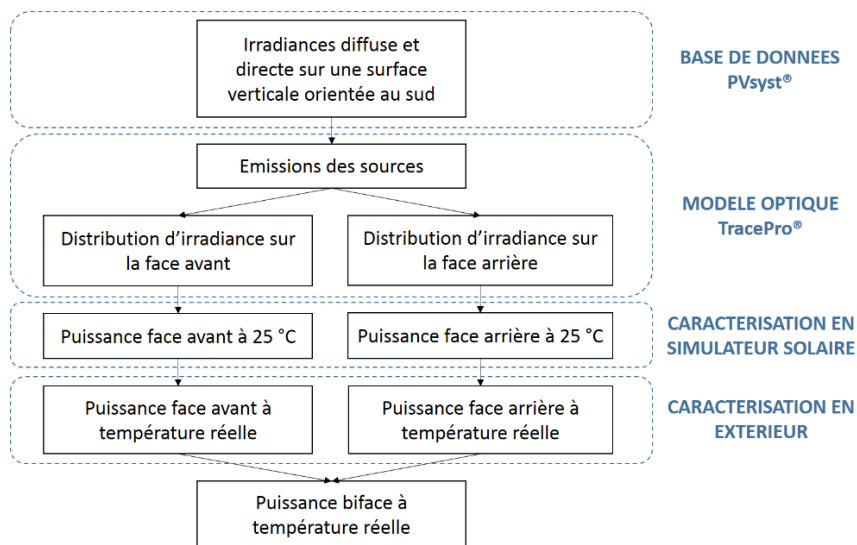 Irradiances diffuse et
directe sur une surface
verticale orientée au sud
BASE DE DONNEES
PVsyst®
Emissions des sources
Distribution d'irradiance sur
la face avant
Distribution d'irradiance sur
la face arrière
MODELE OPTIQUE
TracePro®
Puissance face avant à 25 °C
Puissance face arrière à 25 °C
CARACTERISATION EN
SIMULATEUR SOLAIRE
Puissance face avant à
température réelle
Puissance face arrière à
température réelle
CARACTERISATION EN
EXTERIEUR
Puissance biface à
température réelle